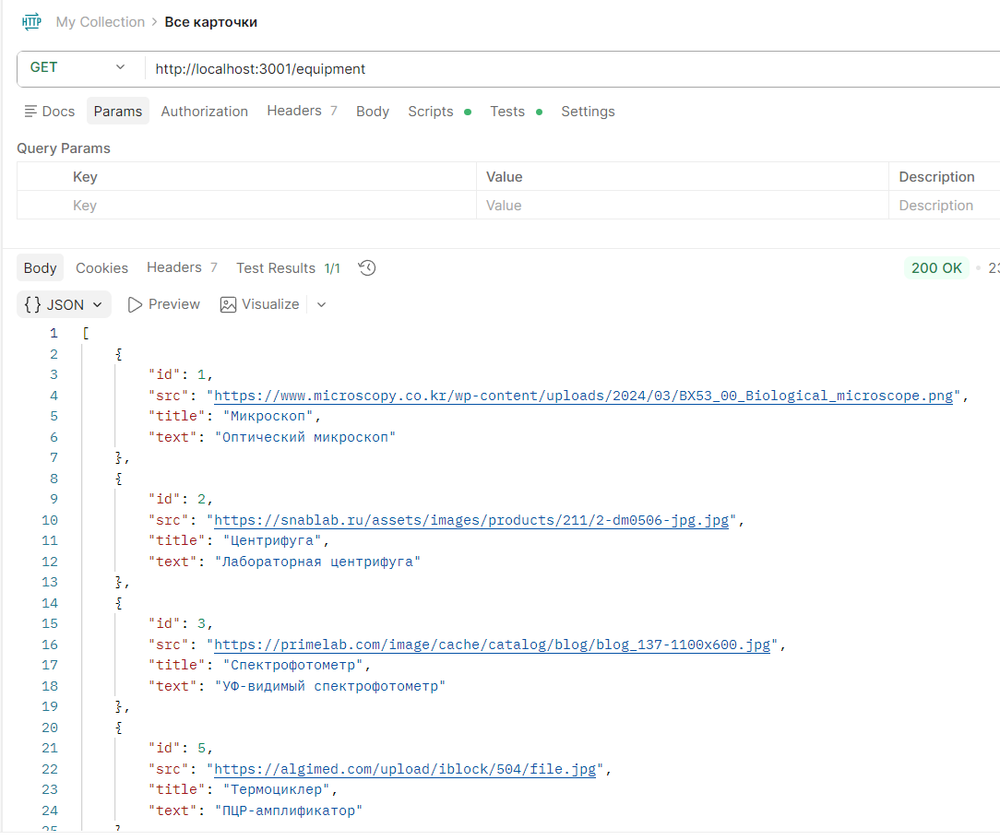 HTTP My Collection > Все карточки
GET http://localhost:3001/equipment
Docs Params Authorization Headers 7 Body Scripts Tests Settings
Query Params
Key Value Description
Key Value Description
Body Cookies Headers 7 Test Results 1/1 200 OK
{} JSON Preview Visualize
1 [
2 {
3 "id": 1,
4 "src": "https://www.microscopy.co.kr/wp-content/uploads/2024/03/BX53_00_Biological_microscope.png",
5 "title": "Микроскоп",
6 "text": "Оптический микроскоп"
7 },
8 {
9 "id": 2,
10 "src": "https://snablab.ru/assets/images/products/211/2-dm0506-jpg.jpg",
11 "title": "Центрифуга",
12 "text": "Лабораторная центрифуга"
13 },
14 {
15 "id": 3,
16 "src": "https://primelab.com/image/cache/catalog/blog/blog_137-1100x600.jpg",
17 "title": "Спектрофотометр",
18 "text": "УФ-видимый спектрофотометр"
19 },
20 {
21 "id": 5,
22 "src": "https://algimed.com/upload/iblock/504/file.jpg",
23 "title": "Термоциклер",
24 "text": "ПЦР-амплификатор"